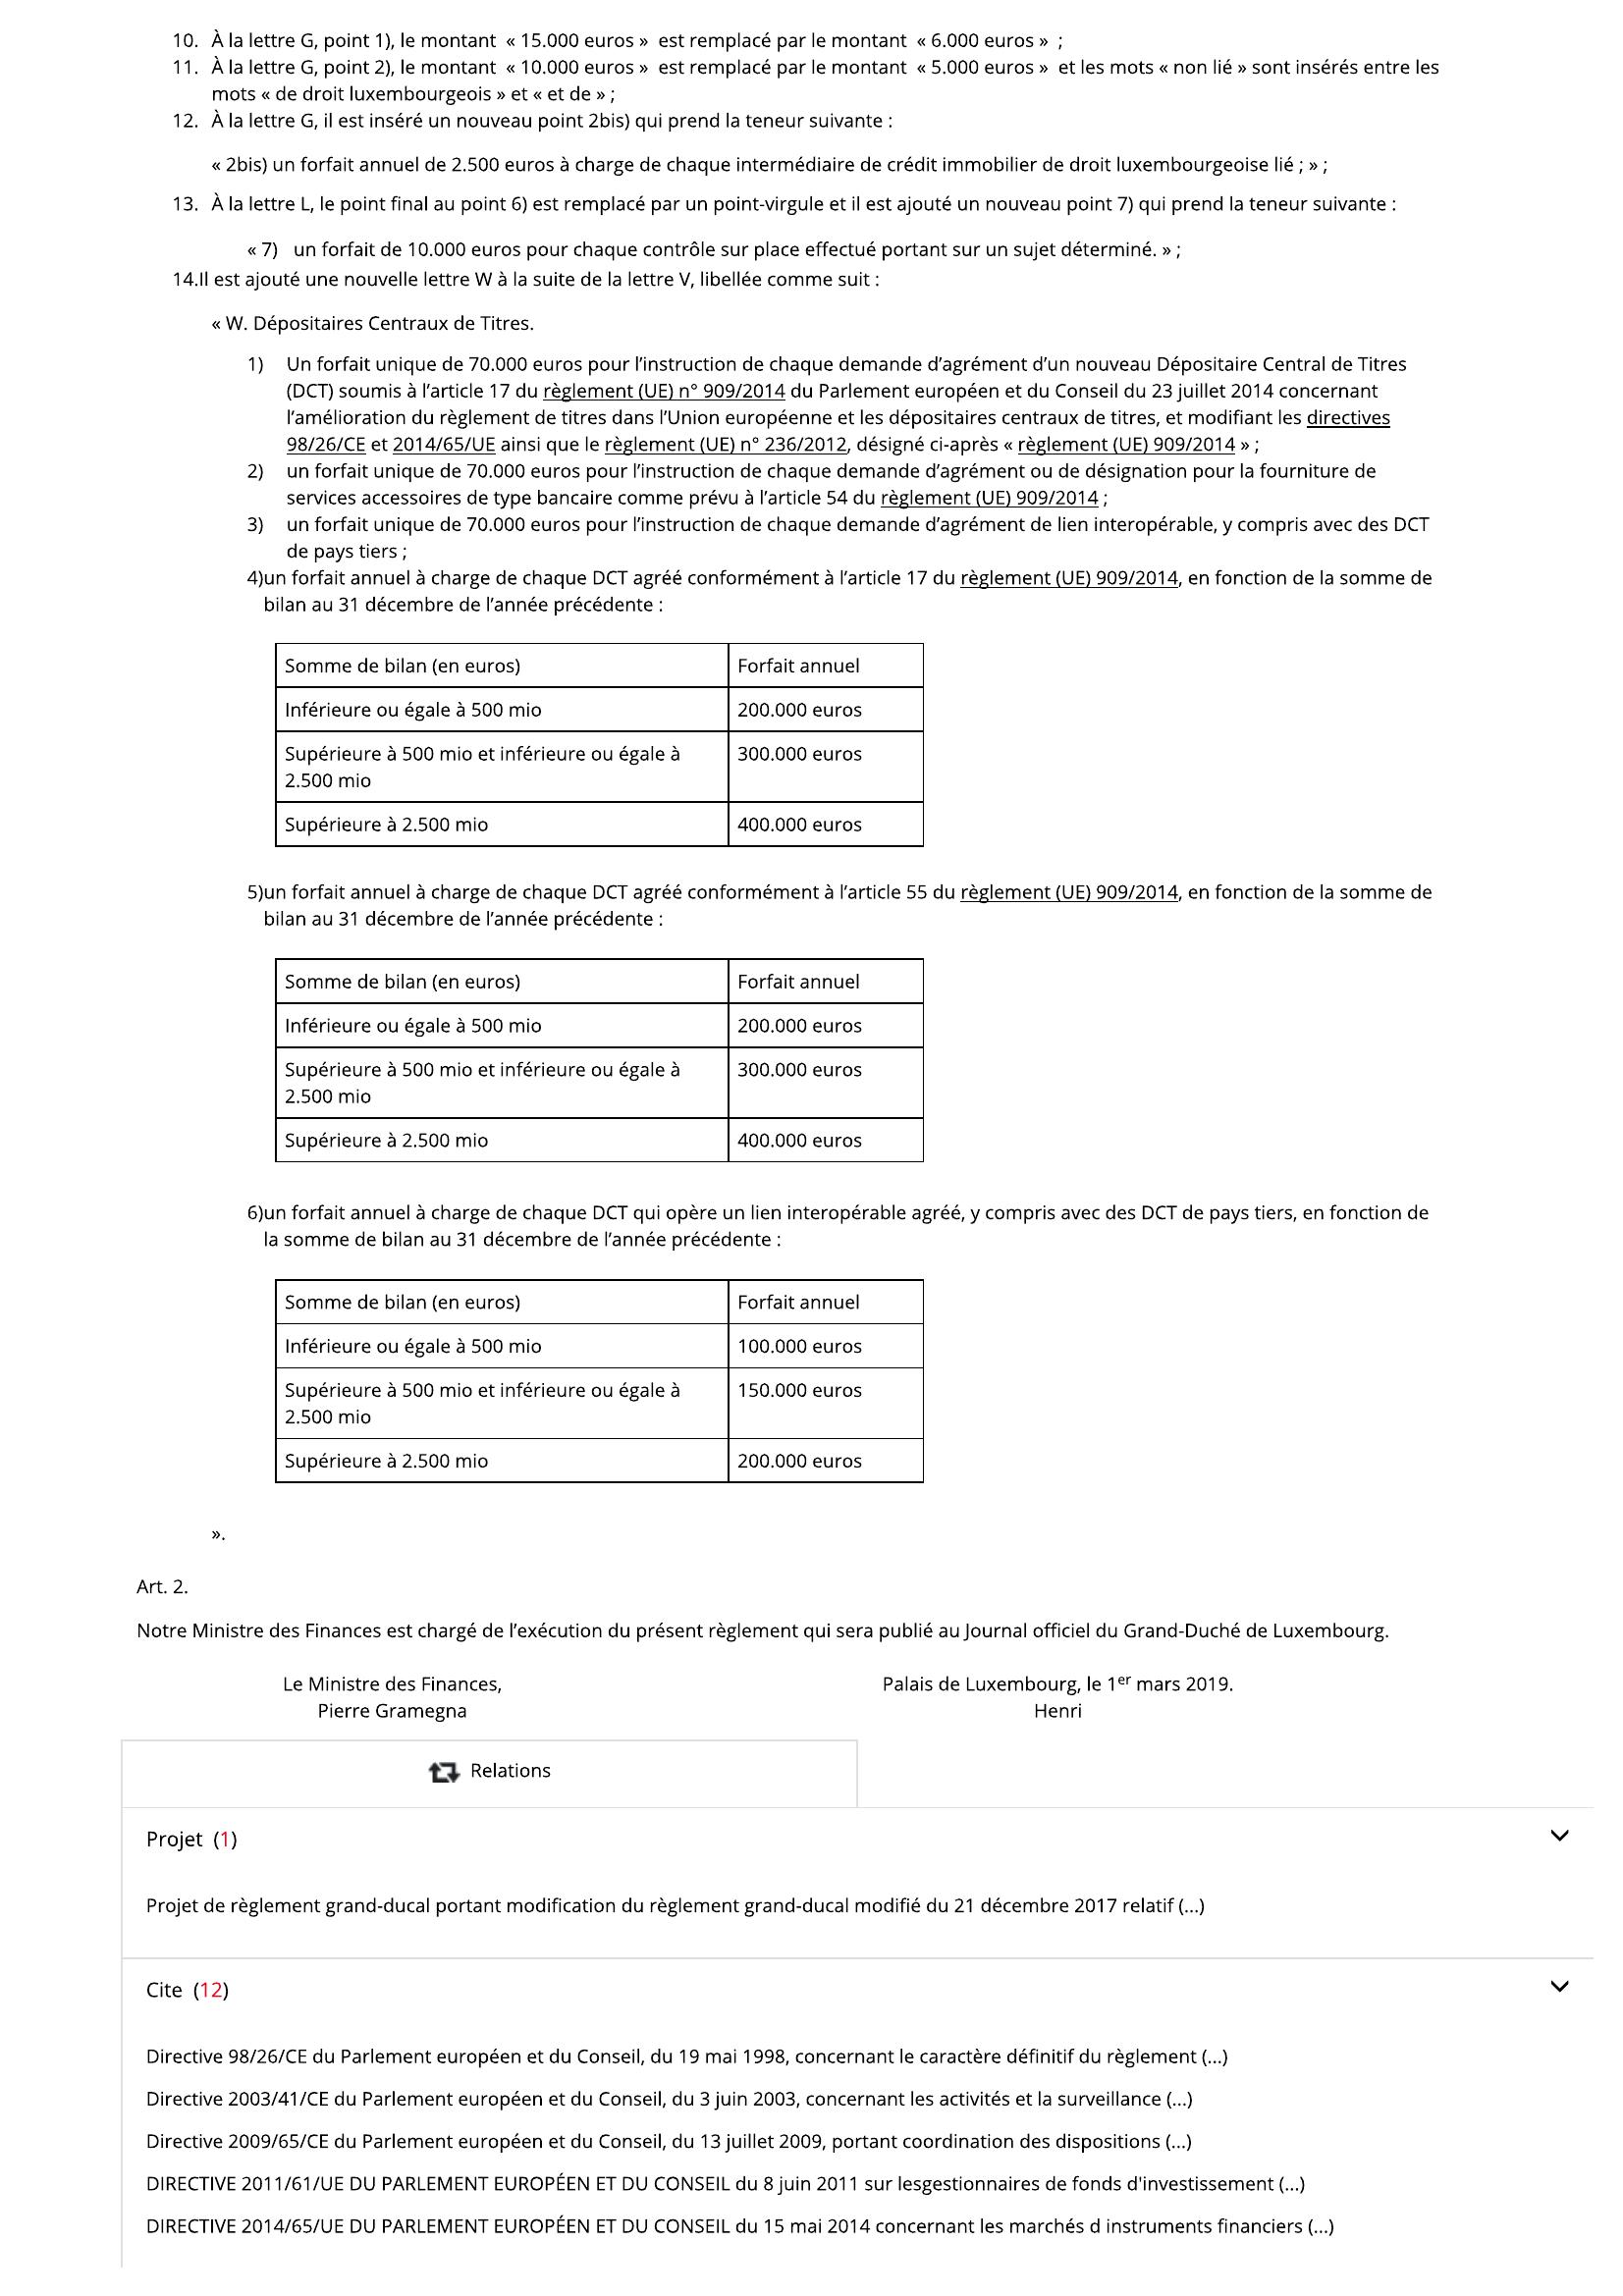 10. À la lettre G, point 1), le montant « 15.000 euros » est remplacé par le montant « 6.000 euros » ;
11. À la lettre G, point 2), le montant « 10.000 euros » est remplacé par le montant « 5.000 euros » et les mots « non lié » sont insérés entre les
mots « de droit luxembourgeois » et « et de » ;
12. À la lettre G, il est inséré un nouveau point 2bis) qui prend la teneur suivante :
« 2bis) un forfait annuel de 2.500 euros à charge de chaque intermédiaire de crédit immobilier de droit luxembourgeoise lié ; » ;
13. À la lettre L, le point final au point 6) est remplacé par un point-virgule et il est ajouté un nouveau point 7) qui prend la teneur suivante :
« 7) un forfait de 10.000 euros pour chaque contrôle sur place effectué portant sur un sujet déterminé. » ;
14.Il est ajouté une nouvelle lettre W à la suite de la lettre V, libellée comme suit :
« W. Dépositaires Centraux de Titres.
1) Un forfait unique de 70.000 euros pour l’instruction de chaque demande d’agrément d’un nouveau Dépositaire Central de Titres
(DCT) soumis à l’article 17 du règlement (UE) n° 909/2014 du Parlement européen et du Conseil du 23 juillet 2014 concernant
l’amélioration du règlement de titres dans l’Union européenne et les dépositaires centraux de titres, et modifiant les directives
98/26/CE et 2014/65/UE ainsi que le règlement (UE) n° 236/2012, désigné ci-après « règlement (UE) 909/2014 » ;
2) un forfait unique de 70.000 euros pour l’instruction de chaque demande d’agrément ou de désignation pour la fourniture de
services accessoires de type bancaire comme prévu à l’article 54 du règlement (UE) 909/2014 ;
3) un forfait unique de 70.000 euros pour l’instruction de chaque demande d’agrément de lien interopérable, y compris avec des DCT
de pays tiers ;
4)un forfait annuel à charge de chaque DCT agréé conformément à l’article 17 du règlement (UE) 909/2014, en fonction de la somme de
bilan au 31 décembre de l’année précédente :
Somme de bilan (en euros) Forfait annuel
Inférieure ou égale à 500 mio 200.000 euros
Supérieure à 500 mio et inférieure ou égale à 300.000 euros
2.500 mio
Supérieure à 2.500 mio 400.000 euros
5)un forfait annuel à charge de chaque DCT agréé conformément à l’article 55 du règlement (UE) 909/2014, en fonction de la somme de
bilan au 31 décembre de l’année précédente :
Somme de bilan (en euros) Forfait annuel
Inférieure ou égale à 500 mio 200.000 euros
Supérieure à 500 mio et inférieure ou égale à 300.000 euros
2.500 mio
Supérieure à 2.500 mio 400.000 euros
6)un forfait annuel à charge de chaque DCT qui opère un lien interopérable agréé, y compris avec des DCT de pays tiers, en fonction de
la somme de bilan au 31 décembre de l’année précédente :
Somme de bilan (en euros) Forfait annuel
Inférieure ou égale à 500 mio 100.000 euros
Supérieure à 500 mio et inférieure ou égale à 150.000 euros
2.500 mio
Supérieure à 2.500 mio 200.000 euros
».
Art. 2.
Notre Ministre des Finances est chargé de l’exécution du présent règlement qui sera publié au Journal officiel du Grand-Duché de Luxembourg.
Le Ministre des Finances, Palais de Luxembourg, le 1er mars 2019.
Pierre Gramegna Henri
Relations
Projet (1)
Projet de règlement grand-ducal portant modification du règlement grand-ducal modifié du 21 décembre 2017 relatif (...)
Cite (12)
Directive 98/26/CE du Parlement européen et du Conseil, du 19 mai 1998, concernant le caractère définitif du règlement (...)
Directive 2003/41/CE du Parlement européen et du Conseil, du 3 juin 2003, concernant les activités et la surveillance (...)
Directive 2009/65/CE du Parlement européen et du Conseil, du 13 juillet 2009, portant coordination des dispositions (...)
DIRECTIVE 2011/61/UE DU PARLEMENT EUROPÉEN ET DU CONSEIL du 8 juin 2011 sur lesgestionnaires de fonds d'investissement (...)
DIRECTIVE 2014/65/UE DU PARLEMENT EUROPÉEN ET DU CONSEIL du 15 mai 2014 concernant les marchés d instruments financiers (...)